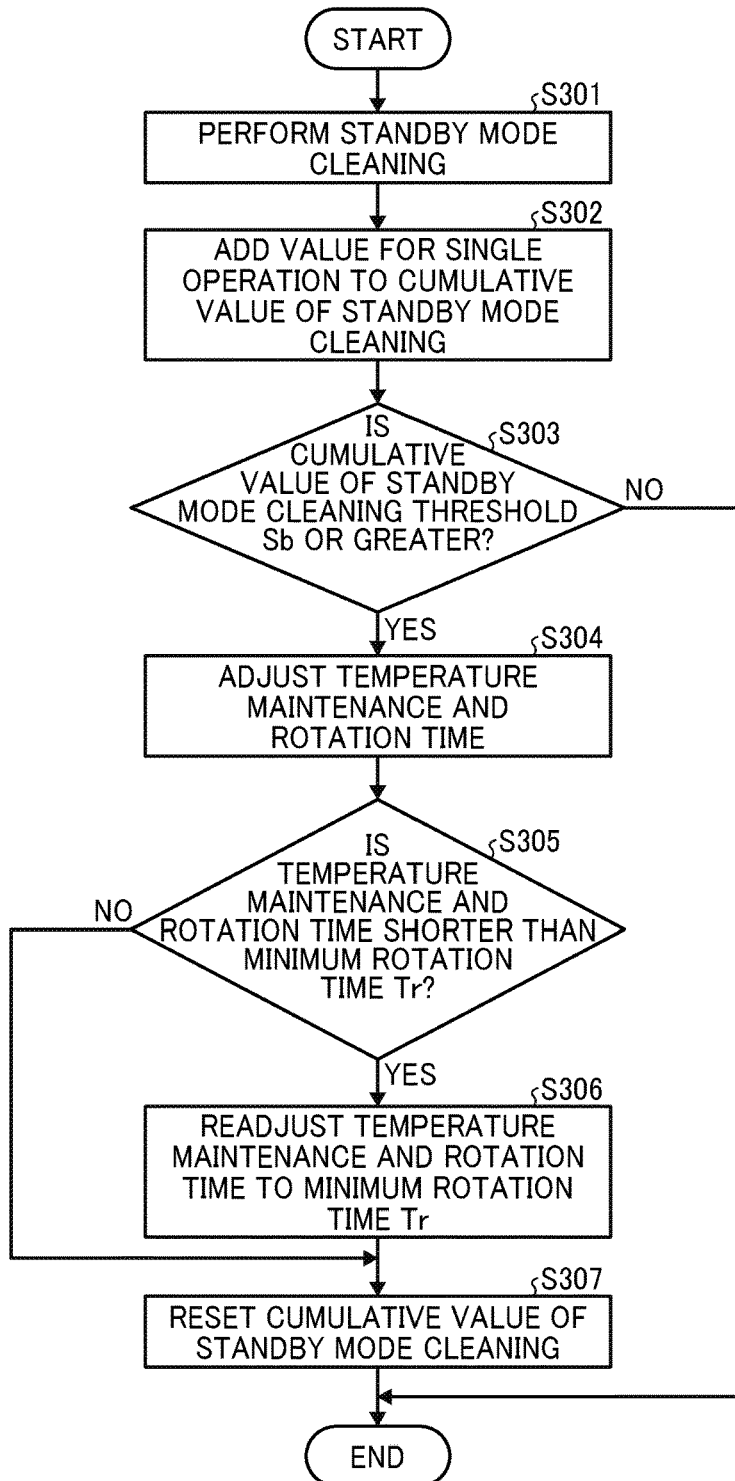 START
S301
PERFORM STANDBY MODE
CLEANING
S302
ADD VALUE FOR SINGLE
OPERATION TO CUMULATIVE
VALUE OF STANDBY MODE
CLEANING
S303
IS
CUMULATIVE
VALUE OF STANDBY
MODE CLEANING THRESHOLD
Sb OR GREATER?
NO
YES
S304
ADJUST TEMPERATURE
MAINTENANCE AND
ROTATION TIME
S305
IS
TEMPERATURE
MAINTENANCE AND
ROTATION TIME SHORTER THAN
MINIMUM ROTATION
TIME Tr?
NO
YES
S306
READJUST TEMPERATURE
MAINTENANCE AND ROTATION
TIME TO MINIMUM ROTATION
TIME Tr
S307
RESET CUMULATIVE VALUE OF
STANDBY MODE CLEANING
END